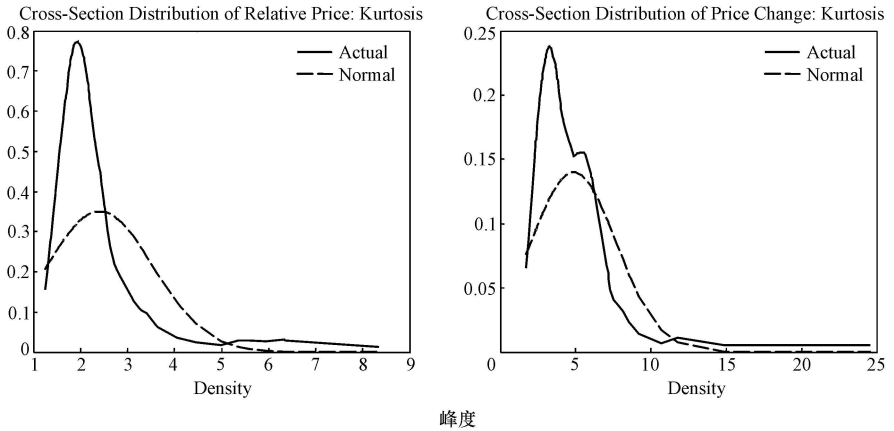 Cross-Section Distribution of Relative Price: Kurtosis
0.8
0.7
0.6
0.5
0.4
0.3
0.2
0.1
0
1 2 3 4 5 6 7 8 9
Actual
Normal
Density
Cross-Section Distribution of Price Change: Kurtosis
0.25
0.20
0.15
0.1
0.05
0 5 10 15 20 25
Actual
Normal
Density
峰度